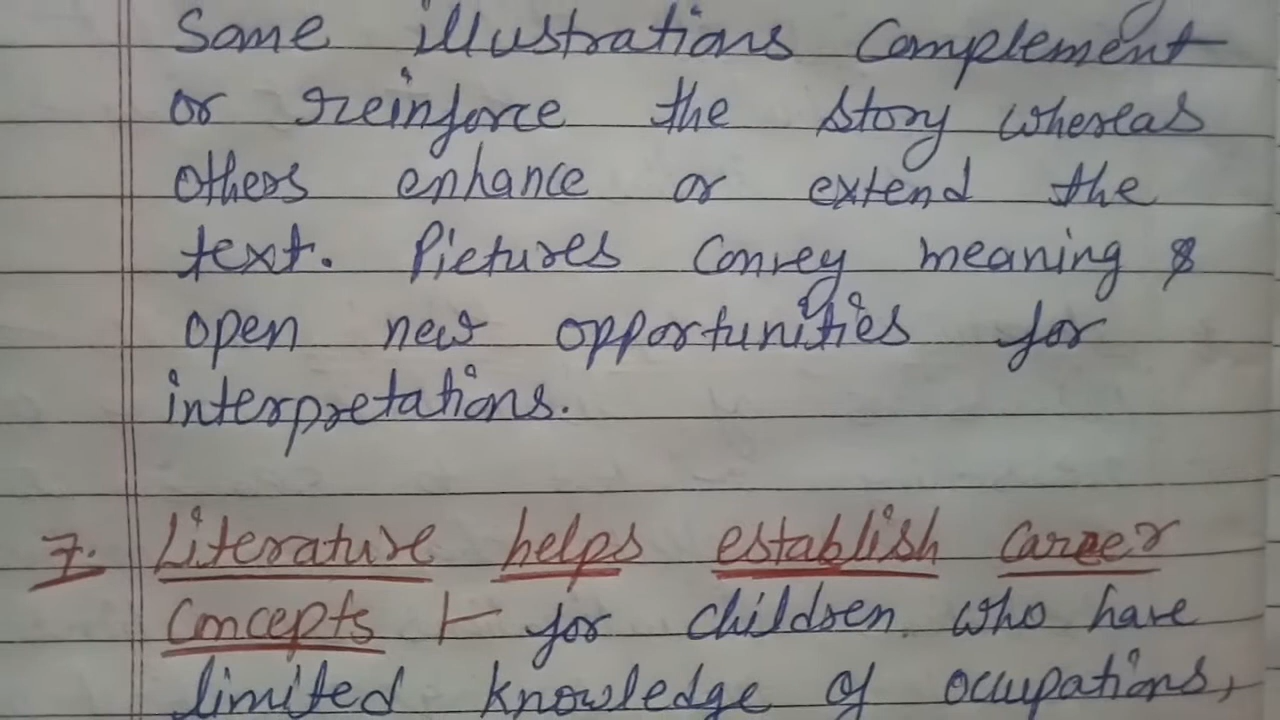 Some illustrations complement
or reinforce the story whereas
others enhance or extend the
text. Pictures convey meaning &
open new opportunities for
interpretations.
7. Literature helps establish career
concepts :- for children who have
limited knowledge of occupations,